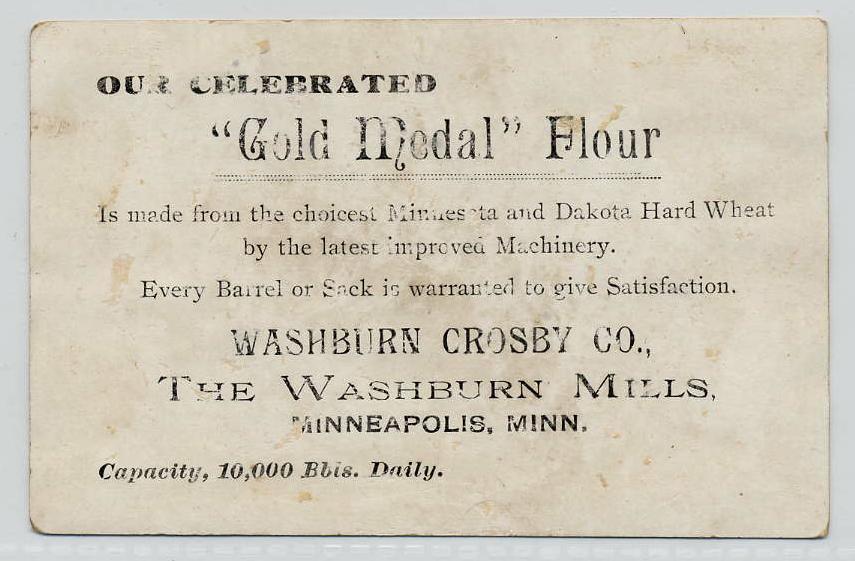 OUR CELEBRATED
“Gold Medal” Flour
Is made from the choicest Minnesota and Dakota Hard Wheat
by the latest improved Machinery.
Every Barrel or Sack is warranted to give Satisfaction.
WASHBURN CROSBY CO.,
THE WASHBURN MILLS,
MINNEAPOLIS, MINN.
Capacity, 10,000 Bbls. Daily.